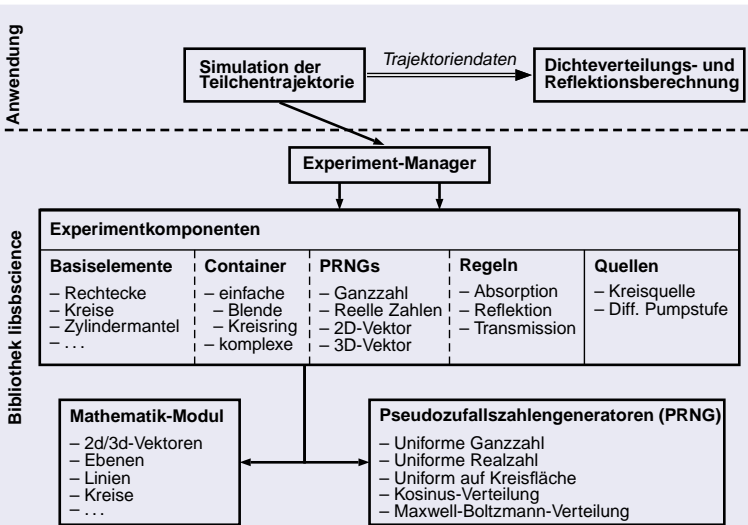 Anwendung
Simulation der
Teilchentrajektorie
Trajektoriendaten
Dichteverteilungs- und
Reflektionsberechnung
Bibliothek libsbscience
Experiment-Manager
Experimentkomponenten
Basiselemente
– Rechtecke
– Kreise
– Zylindermantel
– . . .
Container
– einfache
– Blende
– Kreisring
– komplexe
PRNGs
– Ganzzahl
– Reelle Zahlen
– 2D-Vektor
– 3D-Vektor
Regeln
– Absorption
– Reflektion
– Transmission
Quellen
– Kreisquelle
– Diff. Pumpstufe
Mathematik-Modul
– 2d/3d-Vektoren
– Ebenen
– Linien
– Kreise
– . . .
Pseudozufallszahlengeneratoren (PRNG)
– Uniforme Ganzzahl
– Uniforme Realzahl
– Uniform auf Kreisfläche
– Kosinus-Verteilung
– Maxwell-Boltzmann-Verteilung